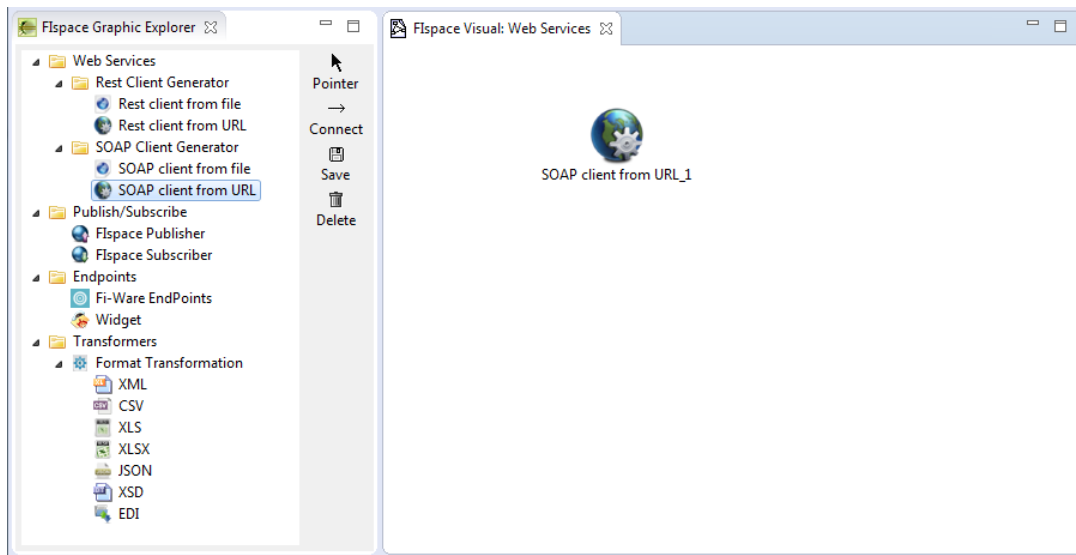 FIspace Graphic Explorer
Web Services
Rest Client Generator
Rest client from file
Rest client from URL
SOAP Client Generator
SOAP client from file
SOAP client from URL
Publish/Subscribe
FIspace Publisher
FIspace Subscriber
Endpoints
Fi-Ware EndPoints
Widget
Transformers
Format Transformation
XML
CSV
XLS
XLSX
JSON
XSD
EDI
Pointer
Connect
Save
Delete
FIspace Visual: Web Services
SOAP client from URL_1